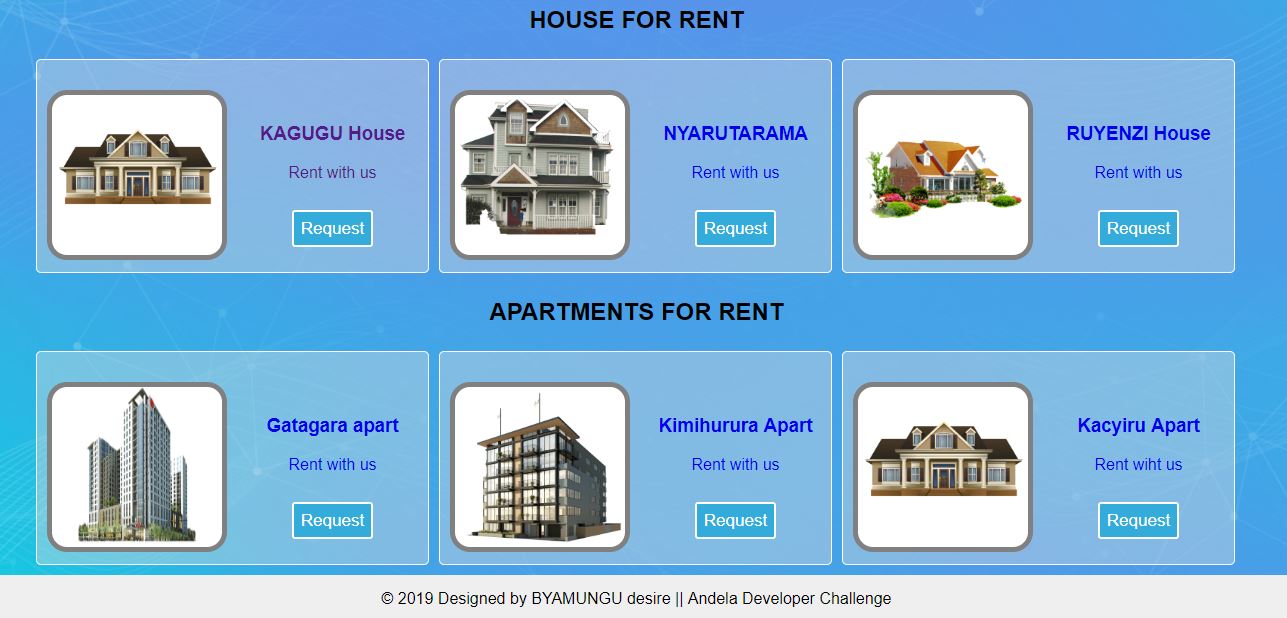 HOUSE FOR RENT
KAGUGU House
Rent with us
Request
NYARUTARAMA
Rent with us
Request
RUYENZI House
Rent with us
Request
APARTMENTS FOR RENT
Gatagara apart
Rent with us
Request
Kimihurura Apart
Rent with us
Request
Kacyiru Apart
Rent wiht us
Request
© 2019 Designed by BYAMUNGU desire || Andela Developer Challenge